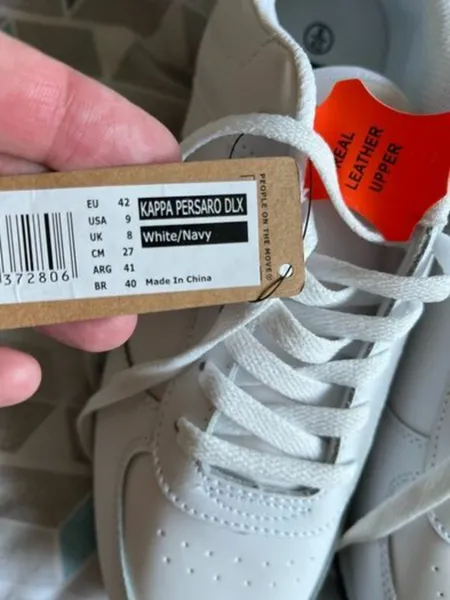 REAL
LEATHER
UPPER
EU 42
USA 9
UK 8
CM 27
ARG 41
BR 40
KAPPA PERSARO DLX
White/Navy
Made In China
372806
PEOPLE ON THE MOVE®